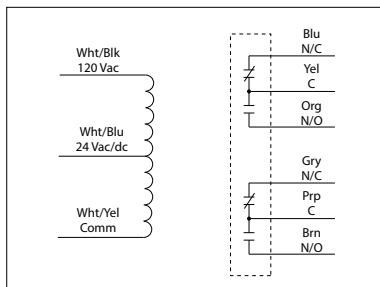 Wht/Blk
120 Vac
Wht/Blu
24 Vac/dc
Wht/Yel
Comm
Blu
N/C
Yel
C
Org
N/O
Gry
N/C
Prp
C
Brn
N/O